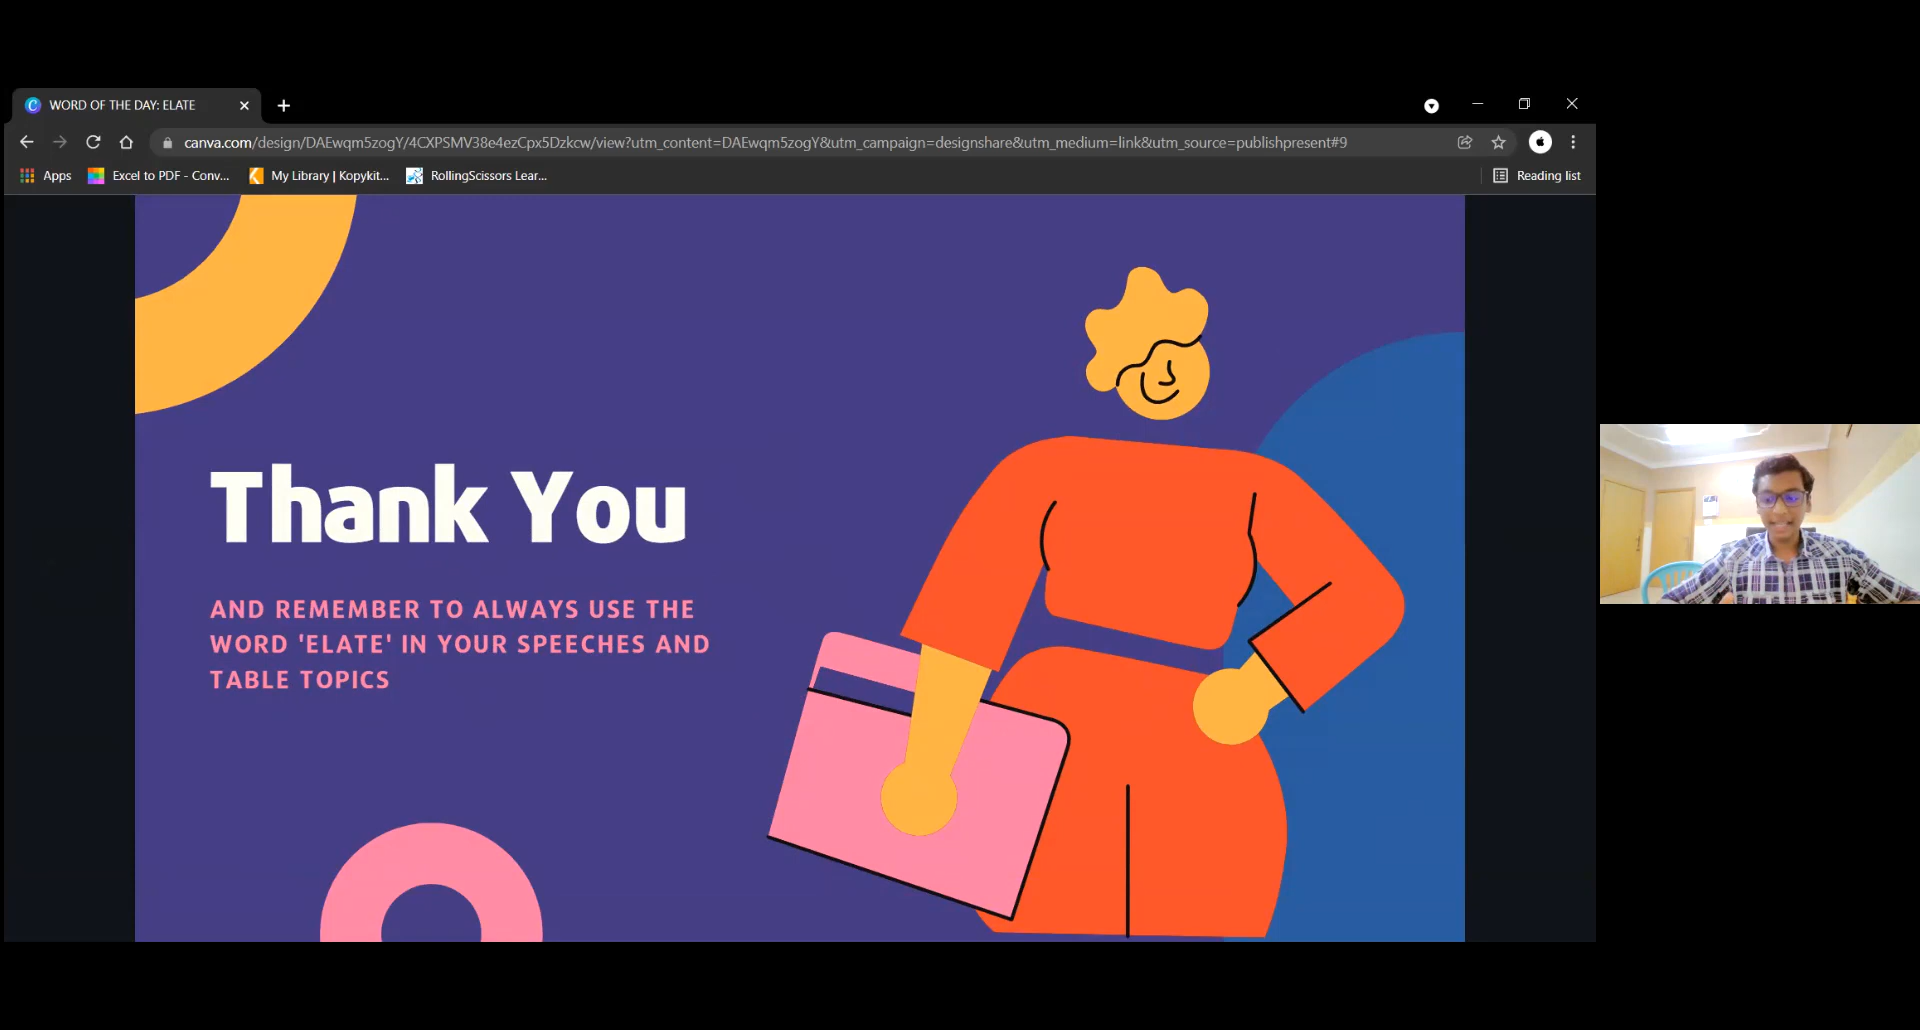 WORD OF THE DAY: ELATE
canva.com/design/DAEwqm5zogY/4CXPSMV38e4ezCpx5Dzkcw/view?utm_content=DAEwqm5zogY&utm_campaign=designshare&utm_medium=link&utm_source=publishpresent#9
Apps Excel to PDF - Conv... My Library | Kopykit... RollingScissors Lear... Reading list
Thank You
AND REMEMBER TO ALWAYS USE THE
WORD 'ELATE' IN YOUR SPEECHES AND
TABLE TOPICS